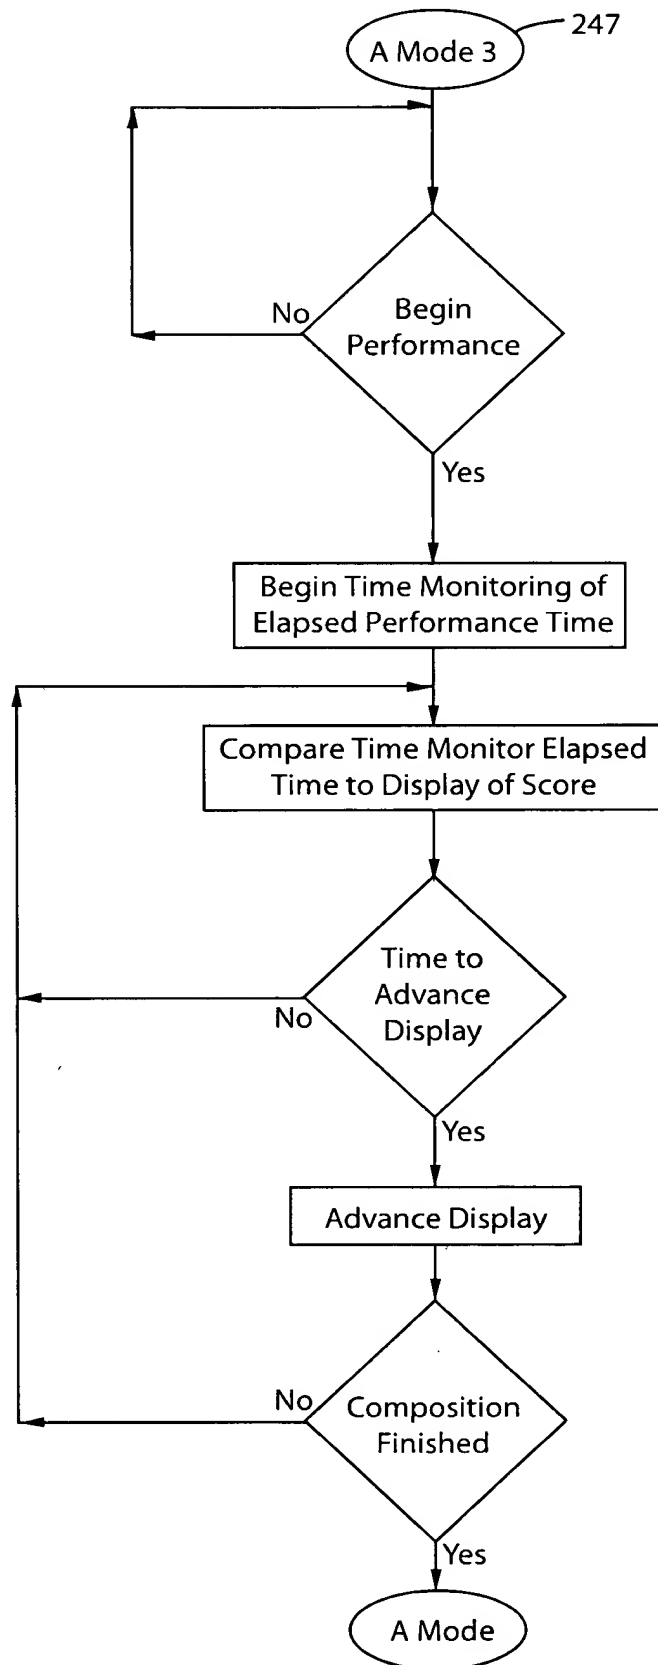 247
A Mode 3
Begin
Performance
No
Yes
Begin Time Monitoring of
Elapsed Performance Time
Compare Time Monitor Elapsed
Time to Display of Score
Time to
Advance
Display
No
Yes
Advance Display
No
Composition
Finished
Yes
A Mode